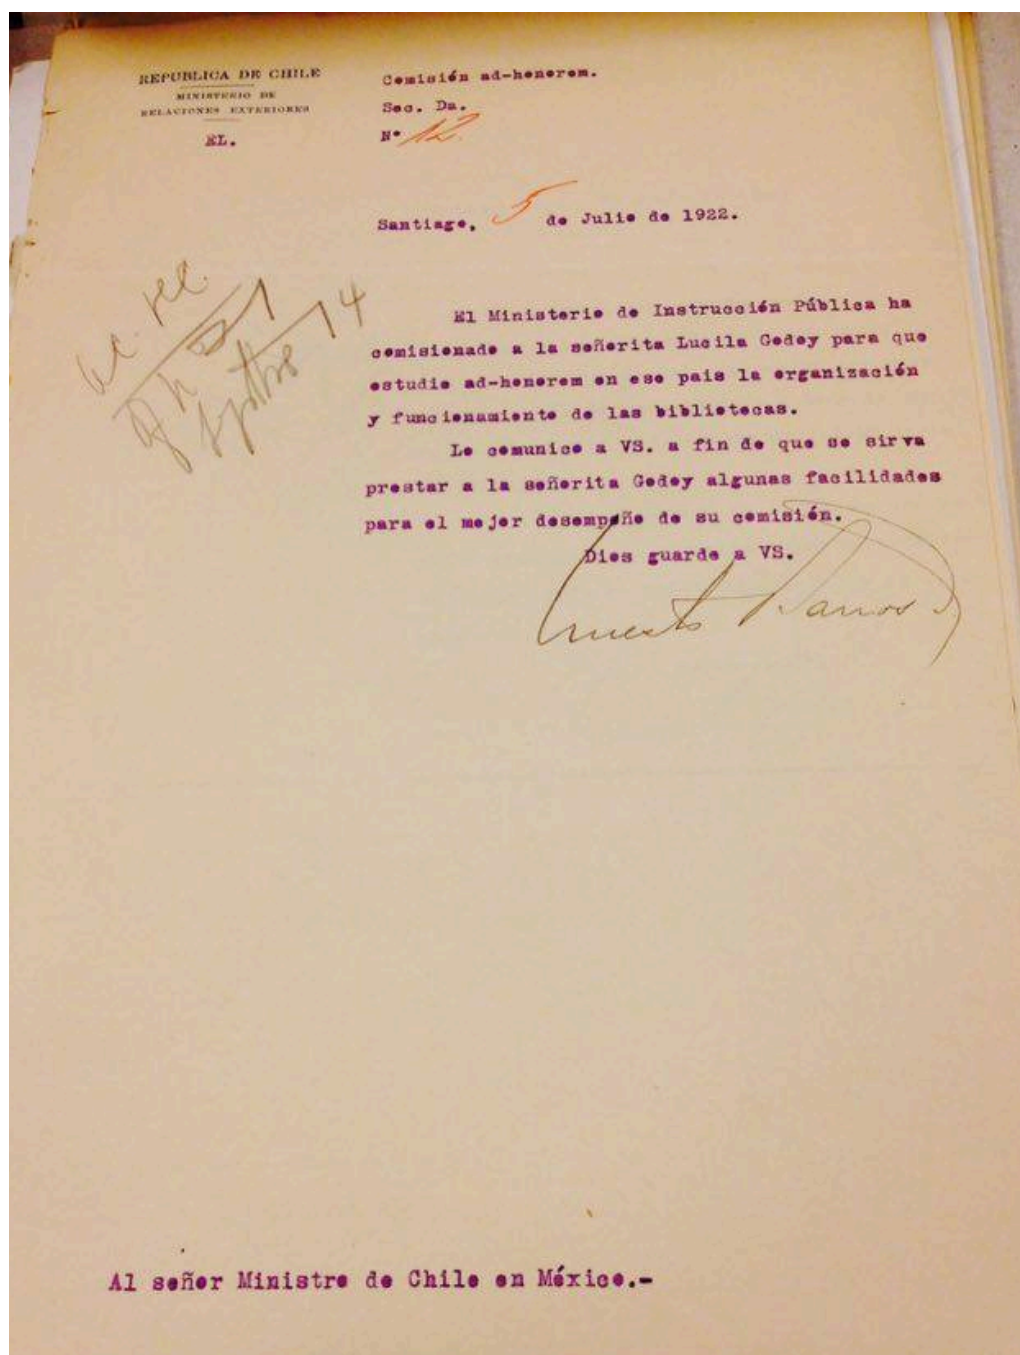 REPUBLICA DE CHILE
MINISTERIO DE
RELACIONES EXTERIORES
EL.
Comisión ad-honorem.
Sec. Da.
Nº 12.
Santiago, 5 de Julio de 1922.
El Ministerio de Instrucción Pública ha
comisionado a la señorita Lucila Godoy para que
estudie ad-honorem en ese pais la organización
y funcionamiento de las bibliotecas.
Lo comunico a VS. a fin de que se sirva
prestar a la señorita Godoy algunas facilidades
para el mejor desempeño de su comisión.
Dios guarde a VS.
Ernesto Barros J
Al señor Ministro de Chile en México.-